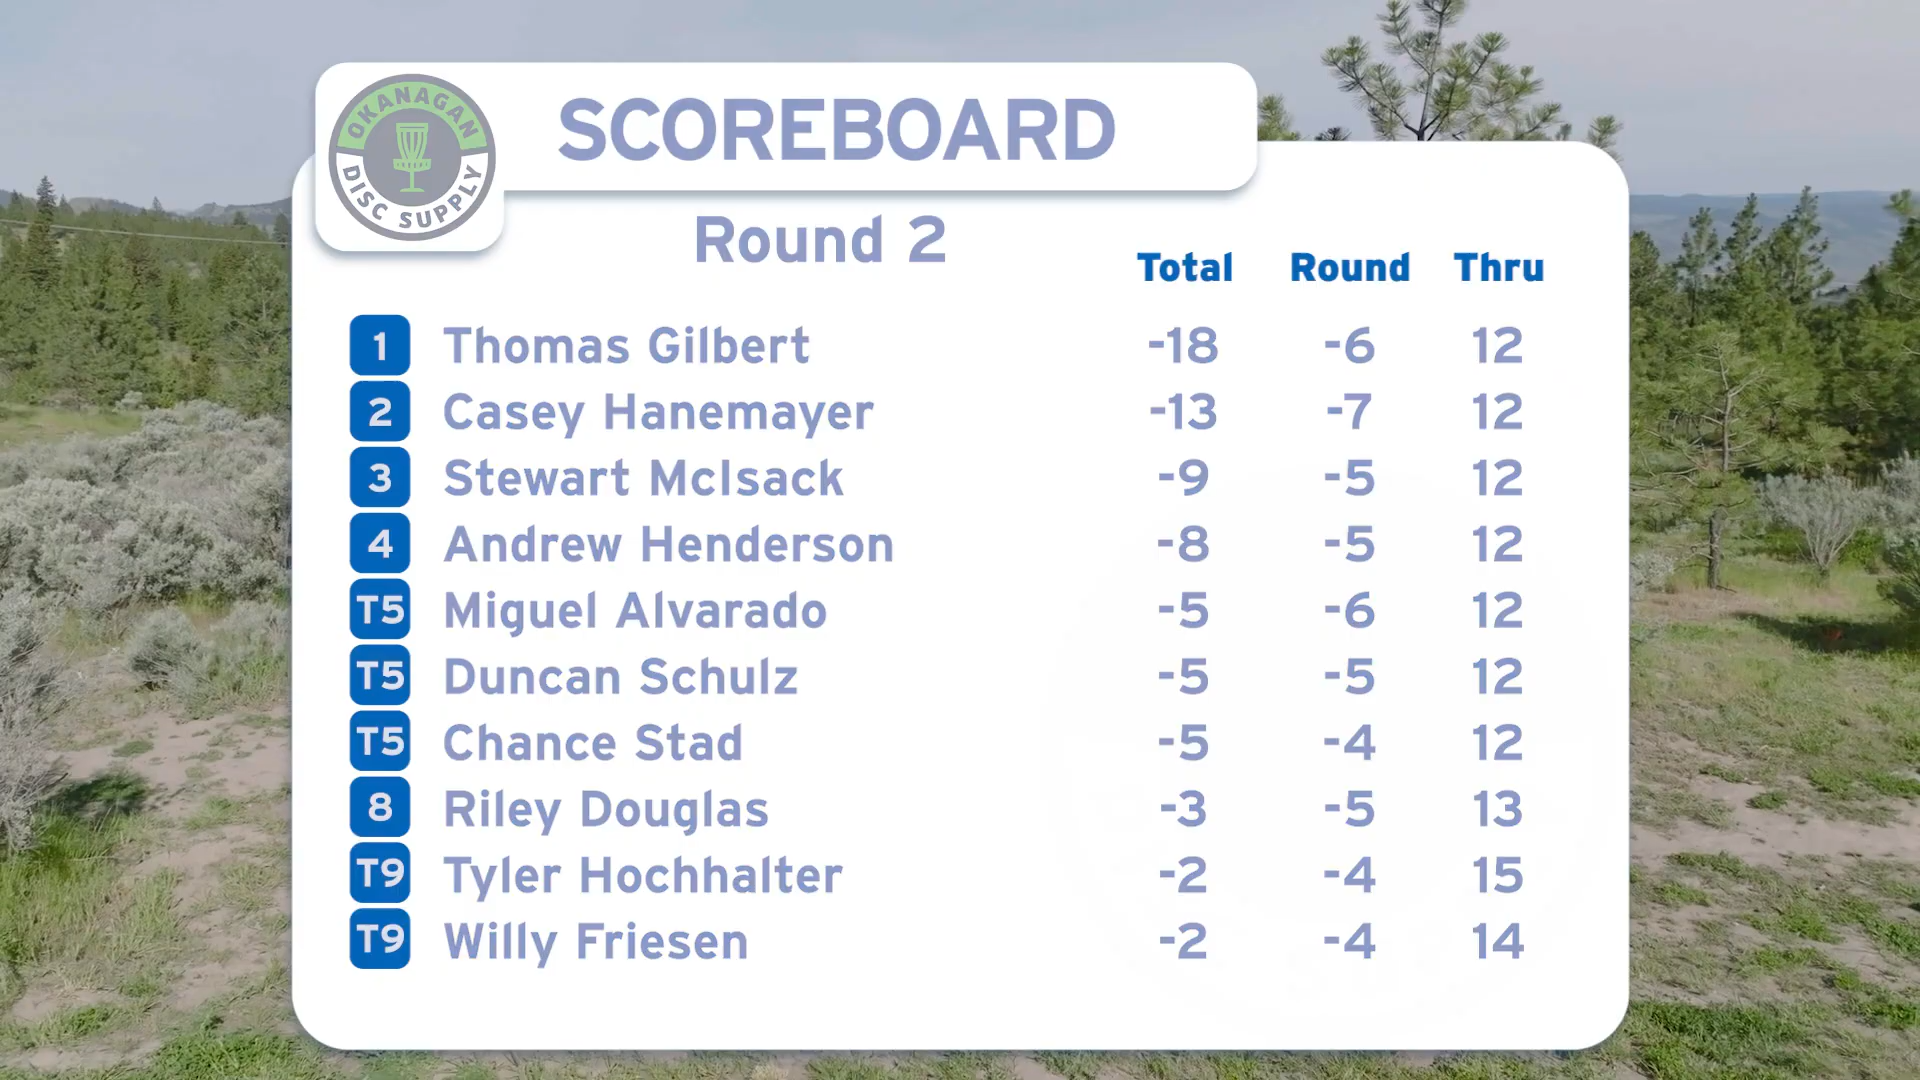 OKANAGAN
DISC SUPPLY
SCOREBOARD
Round 2
Total Round Thru
1 Thomas Gilbert -18 -6 12
2 Casey Hanemayer -13 -7 12
3 Stewart McIsack -9 -5 12
4 Andrew Henderson -8 -5 12
T5 Miguel Alvarado -5 -6 12
T5 Duncan Schulz -5 -5 12
T5 Chance Stad -5 -4 12
8 Riley Douglas -3 -5 13
T9 Tyler Hochhalter -2 -4 15
T9 Willy Friesen -2 -4 14